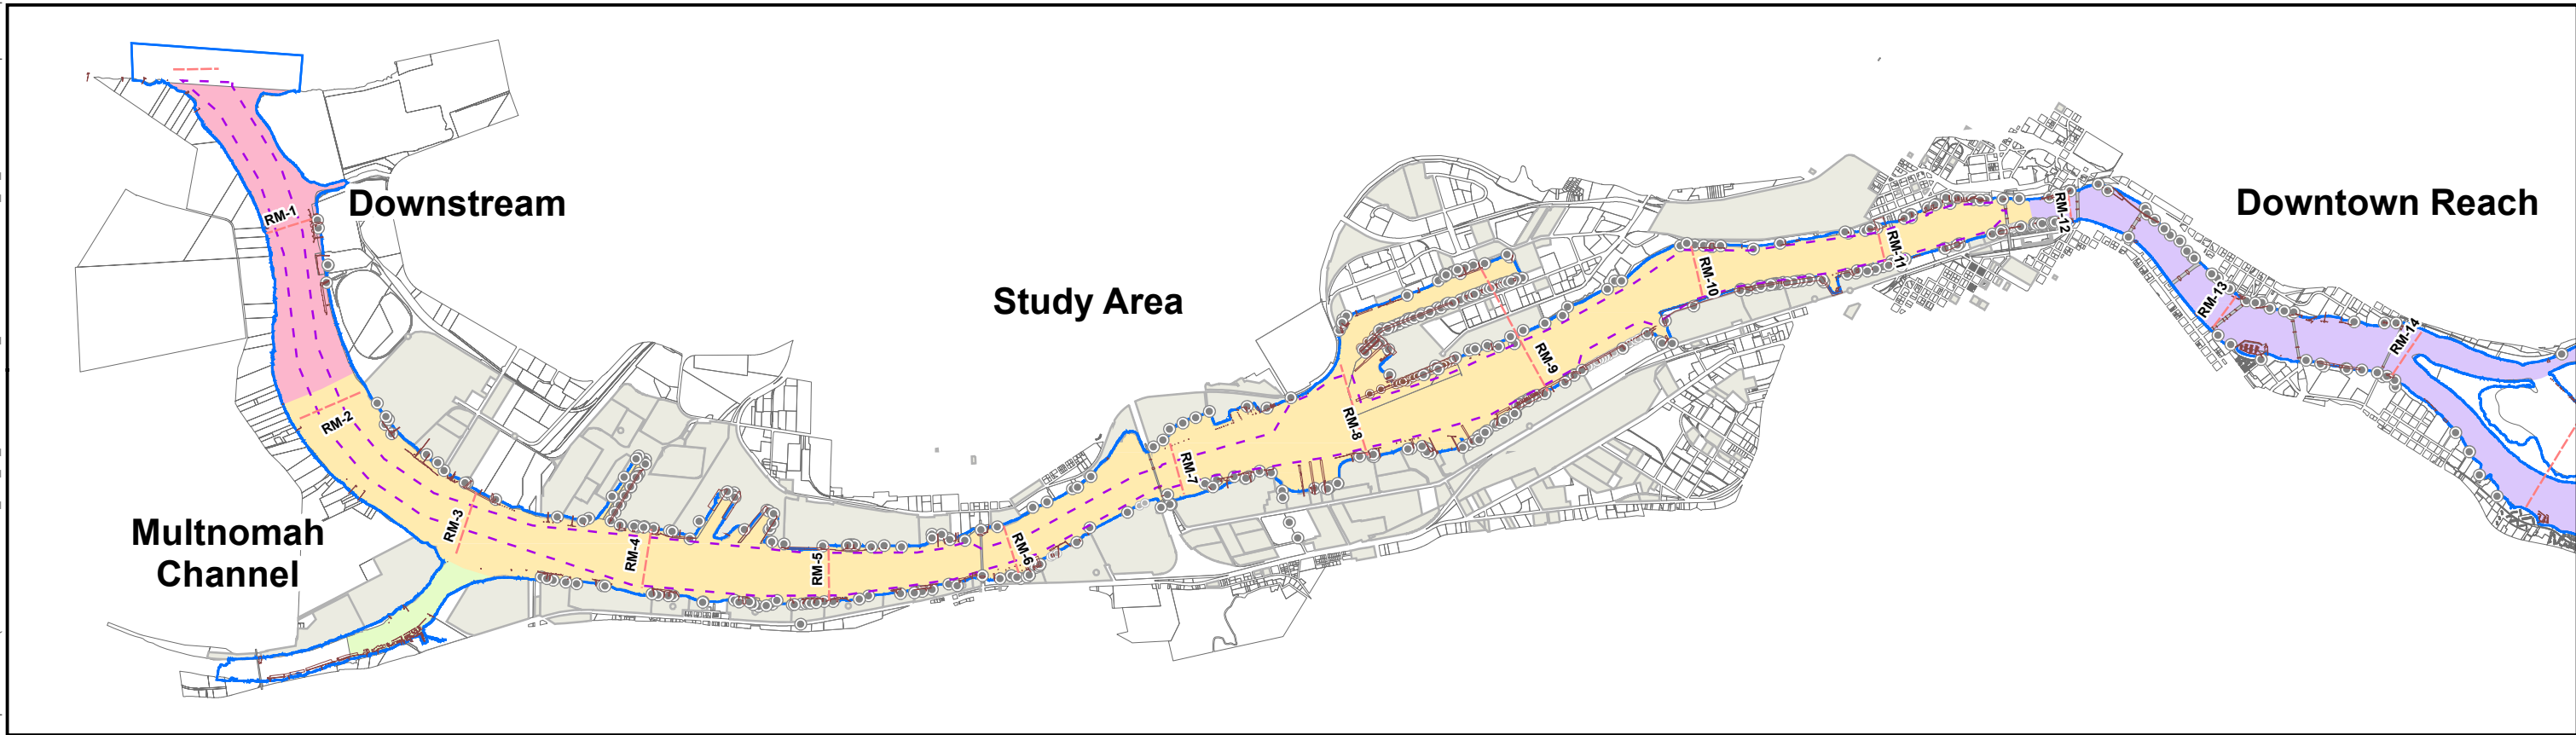 Downstream
Study Area
Downtown Reach
Multnomah
Channel
RM-1
RM-2
RM-3
RM-4
RM-5
RM-6
RM-7
RM-8
RM-9
RM-10
RM-11
RM-12
RM-13
RM-14